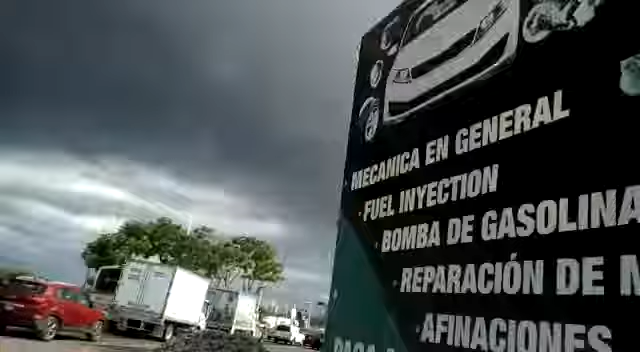 · MECANICA EN GENERAL
· FUEL INYECTION
· BOMBA DE GASOLINA
· REPARACIÓN DE
· AFINACIONES